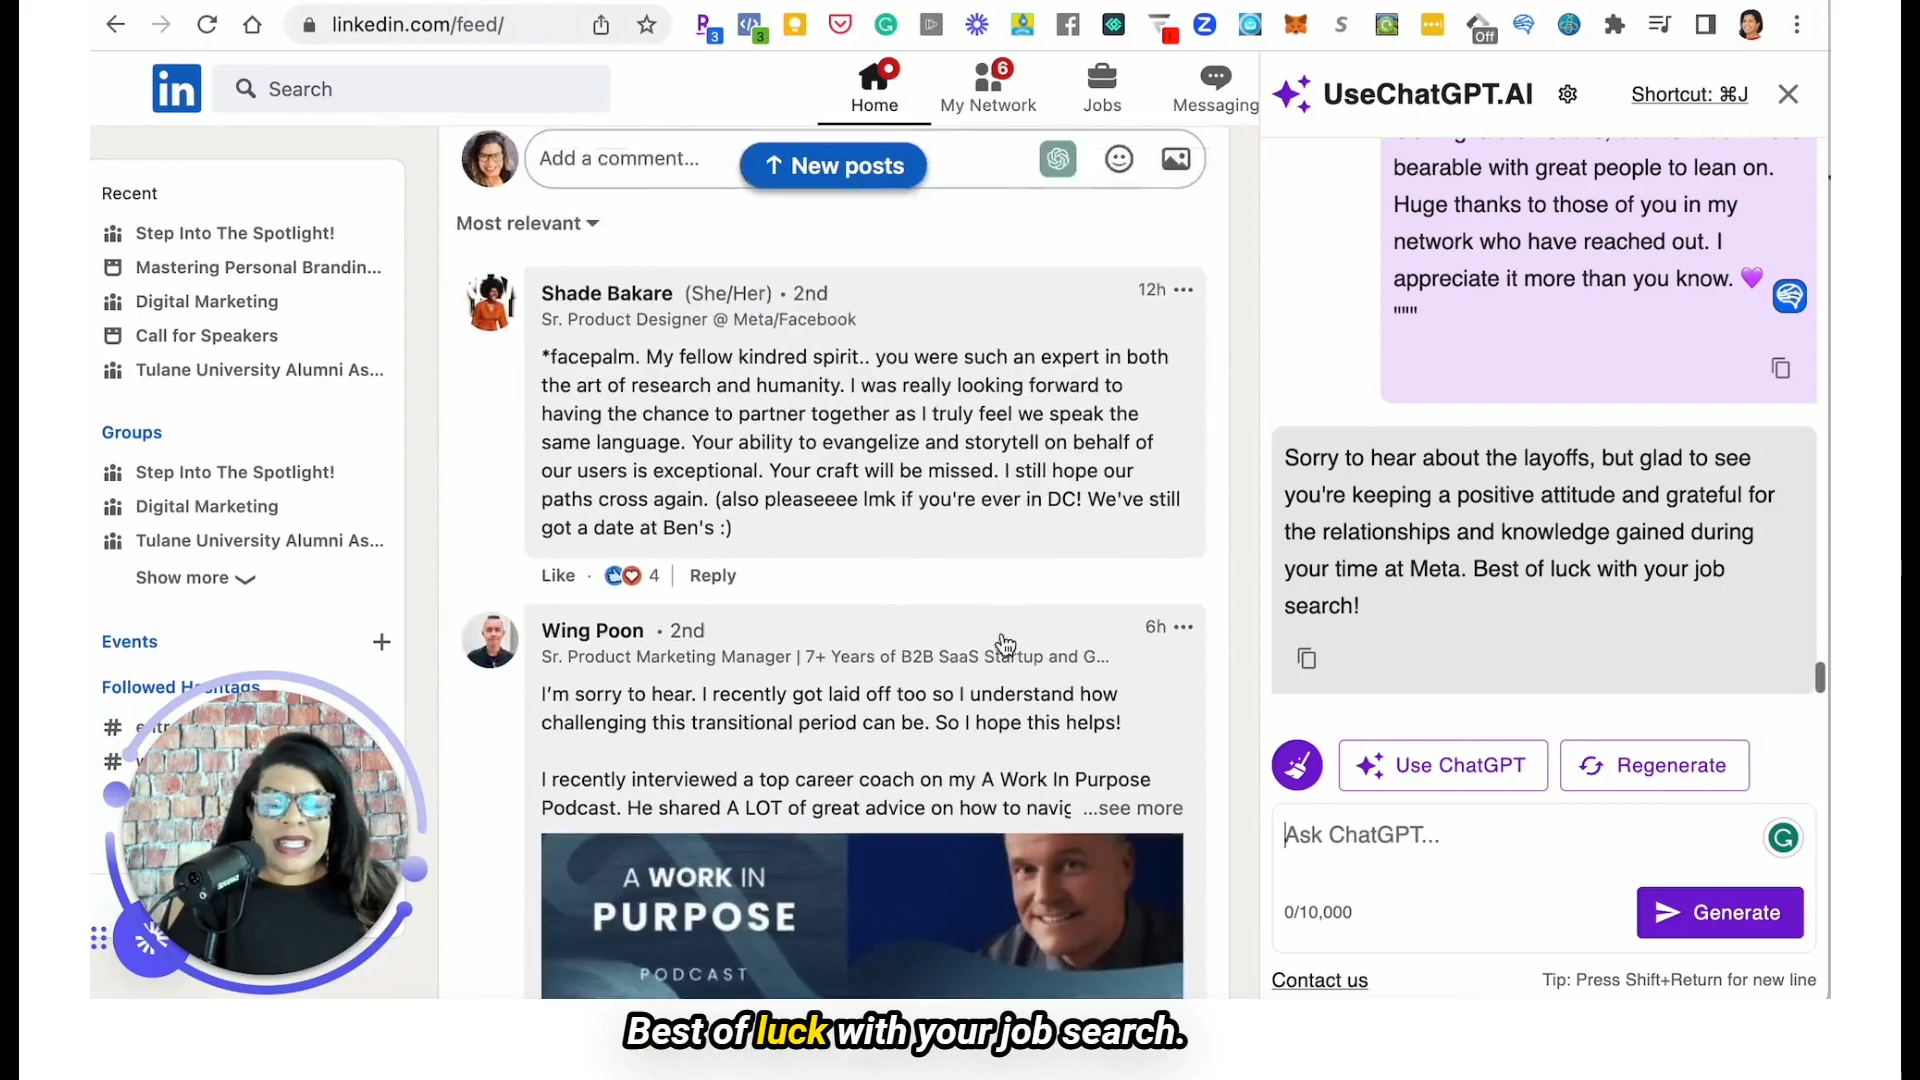 linkedin.com/feed/
3
3
Off
in
Search
Home
6
My Network
Jobs
Messaging
UseChatGPT.AI
Shortcut: ⌘J
Recent
Step Into The Spotlight!
Mastering Personal Brandin...
Digital Marketing
Call for Speakers
Tulane University Alumni As...
Groups
Step Into The Spotlight!
Digital Marketing
Tulane University Alumni As...
Show more
Events
Followed Hashtags
#
#
Add a comment...
↑ New posts
Most relevant
Shade Bakare (She/Her) • 2nd
12h
Sr. Product Designer @ Meta/Facebook
*facepalm. My fellow kindred spirit.. you were such an expert in both
the art of research and humanity. I was really looking forward to
having the chance to partner together as I truly feel we speak the
same language. Your ability to evangelize and storytell on behalf of
our users is exceptional. Your craft will be missed. I still hope our
paths cross again. (also pleaseeee lmk if you're ever in DC! We've still
got a date at Ben's :)
Like · 4 | Reply
Wing Poon • 2nd
6h
Sr. Product Marketing Manager | 7+ Years of B2B SaaS Startup and G...
I'm sorry to hear. I recently got laid off too so I understand how
challenging this transitional period can be. So I hope this helps!
I recently interviewed a top career coach on my A Work In Purpose
Podcast. He shared A LOT of great advice on how to navig ...see more
A WORK IN
PURPOSE
PODCAST
bearable with great people to lean on.
Huge thanks to those of you in my
network who have reached out. I
appreciate it more than you know. 💜
"""
Sorry to hear about the layoffs, but glad to see
you're keeping a positive attitude and grateful for
the relationships and knowledge gained during
your time at Meta. Best of luck with your job
search!
Use ChatGPT
Regenerate
Ask ChatGPT...
0/10,000
Generate
Contact us
Tip: Press Shift+Return for new line
Best of luck with your job search.